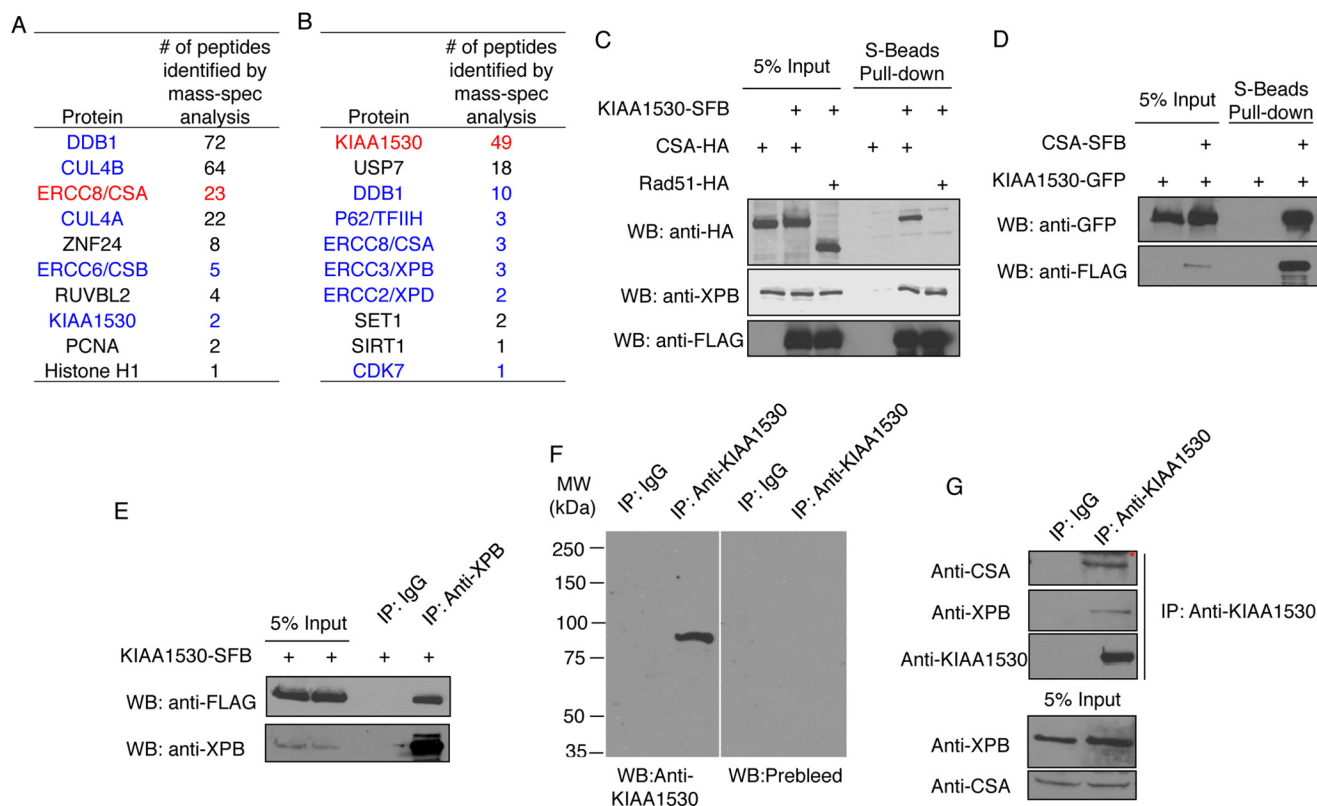 A
# of peptides
identified by
mass-spec
analysis
Protein
DDB1 72
CUL4B 64
ERCC8/CSA 23
CUL4A 22
ZNF24 8
ERCC6/CSB 5
RUVBL2 4
KIAA1530 2
PCNA 2
Histone H1 1
B
# of peptides
identified by
mass-spec
analysis
Protein
KIAA1530 49
USP7 18
DDB1 10
P62/TFIIH 3
ERCC8/CSA 3
ERCC3/XPB 3
ERCC2/XPD 2
SET1 2
SIRT1 1
CDK7 1
C
5% Input
S-Beads
Pull-down
KIAA1530-SFB + + + +
CSA-HA + + + +
Rad51-HA + +
WB: anti-HA
WB: anti-XPB
WB: anti-FLAG
D
5% Input
S-Beads
Pull-down
CSA-SFB + +
KIAA1530-GFP + + + +
WB: anti-GFP
WB: anti-FLAG
E
5% Input
IP: IgG
IP: Anti-XPB
KIAA1530-SFB + + + +
WB: anti-FLAG
WB: anti-XPB
F
MW
(kDa)
IP: IgG
IP: Anti-KIAA1530
IP: IgG
IP: Anti-KIAA1530
250
150
100
75
50
35
WB:Anti-
KIAA1530
WB:Prebleed
G
IP: IgG
IP: Anti-KIAA1530
Anti-CSA
*
Anti-XPB
Anti-KIAA1530
IP: Anti-KIAA1530
5% Input
Anti-XPB
Anti-CSA